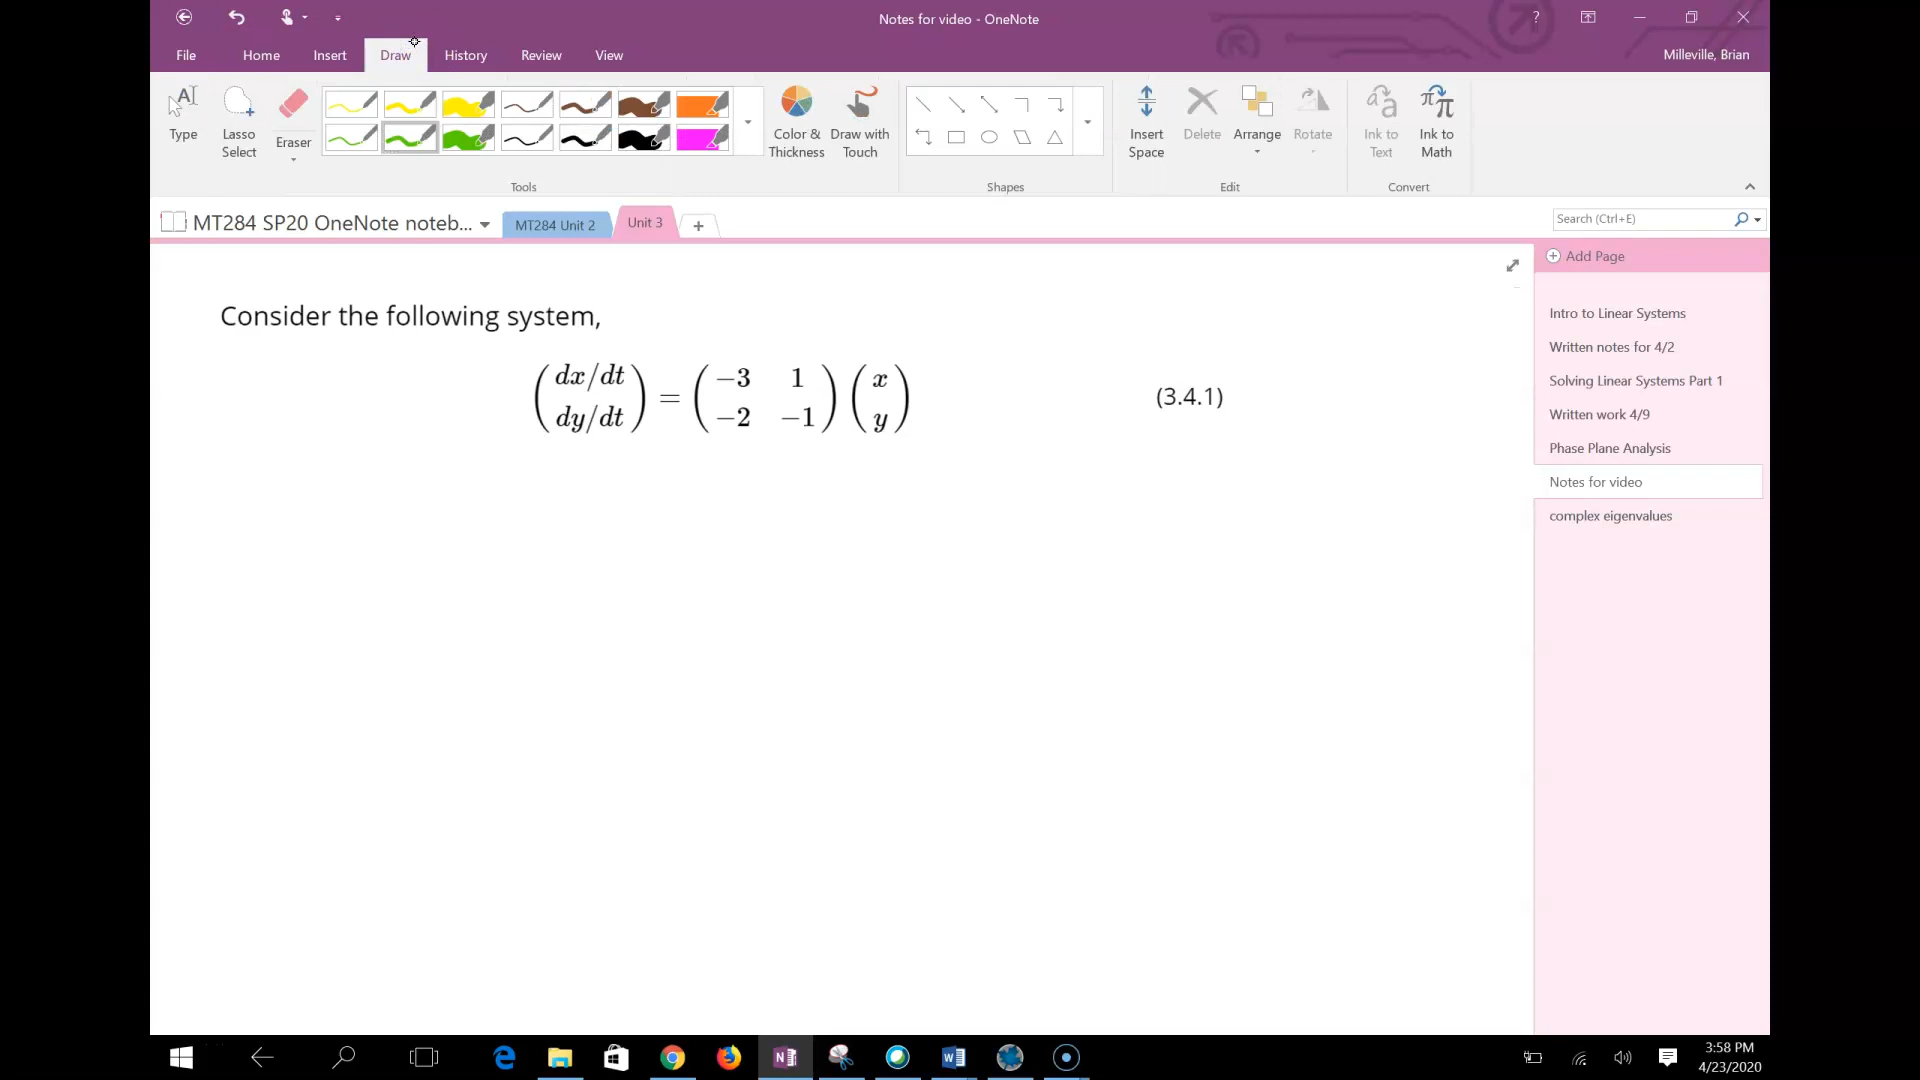 Notes for video - OneNote
?
File Home Insert Draw History Review View
Milleville, Brian
Type
Lasso Select
Eraser
Color & Thickness
Draw with Touch
Insert Space
Delete
Arrange
Rotate
Ink to Text
Ink to Math
Tools Shapes Edit Convert
MT284 SP20 OneNote noteb...
MT284 Unit 2
Unit 3
+
Search (Ctrl+E)
Add Page
Consider the following system,
(dx/dt dy/dt) = (−3 1 −2 −1) (x y) (3.4.1)
Intro to Linear Systems
Written notes for 4/2
Solving Linear Systems Part 1
Written work 4/9
Phase Plane Analysis
Notes for video
complex eigenvalues
3:58 PM
4/23/2020